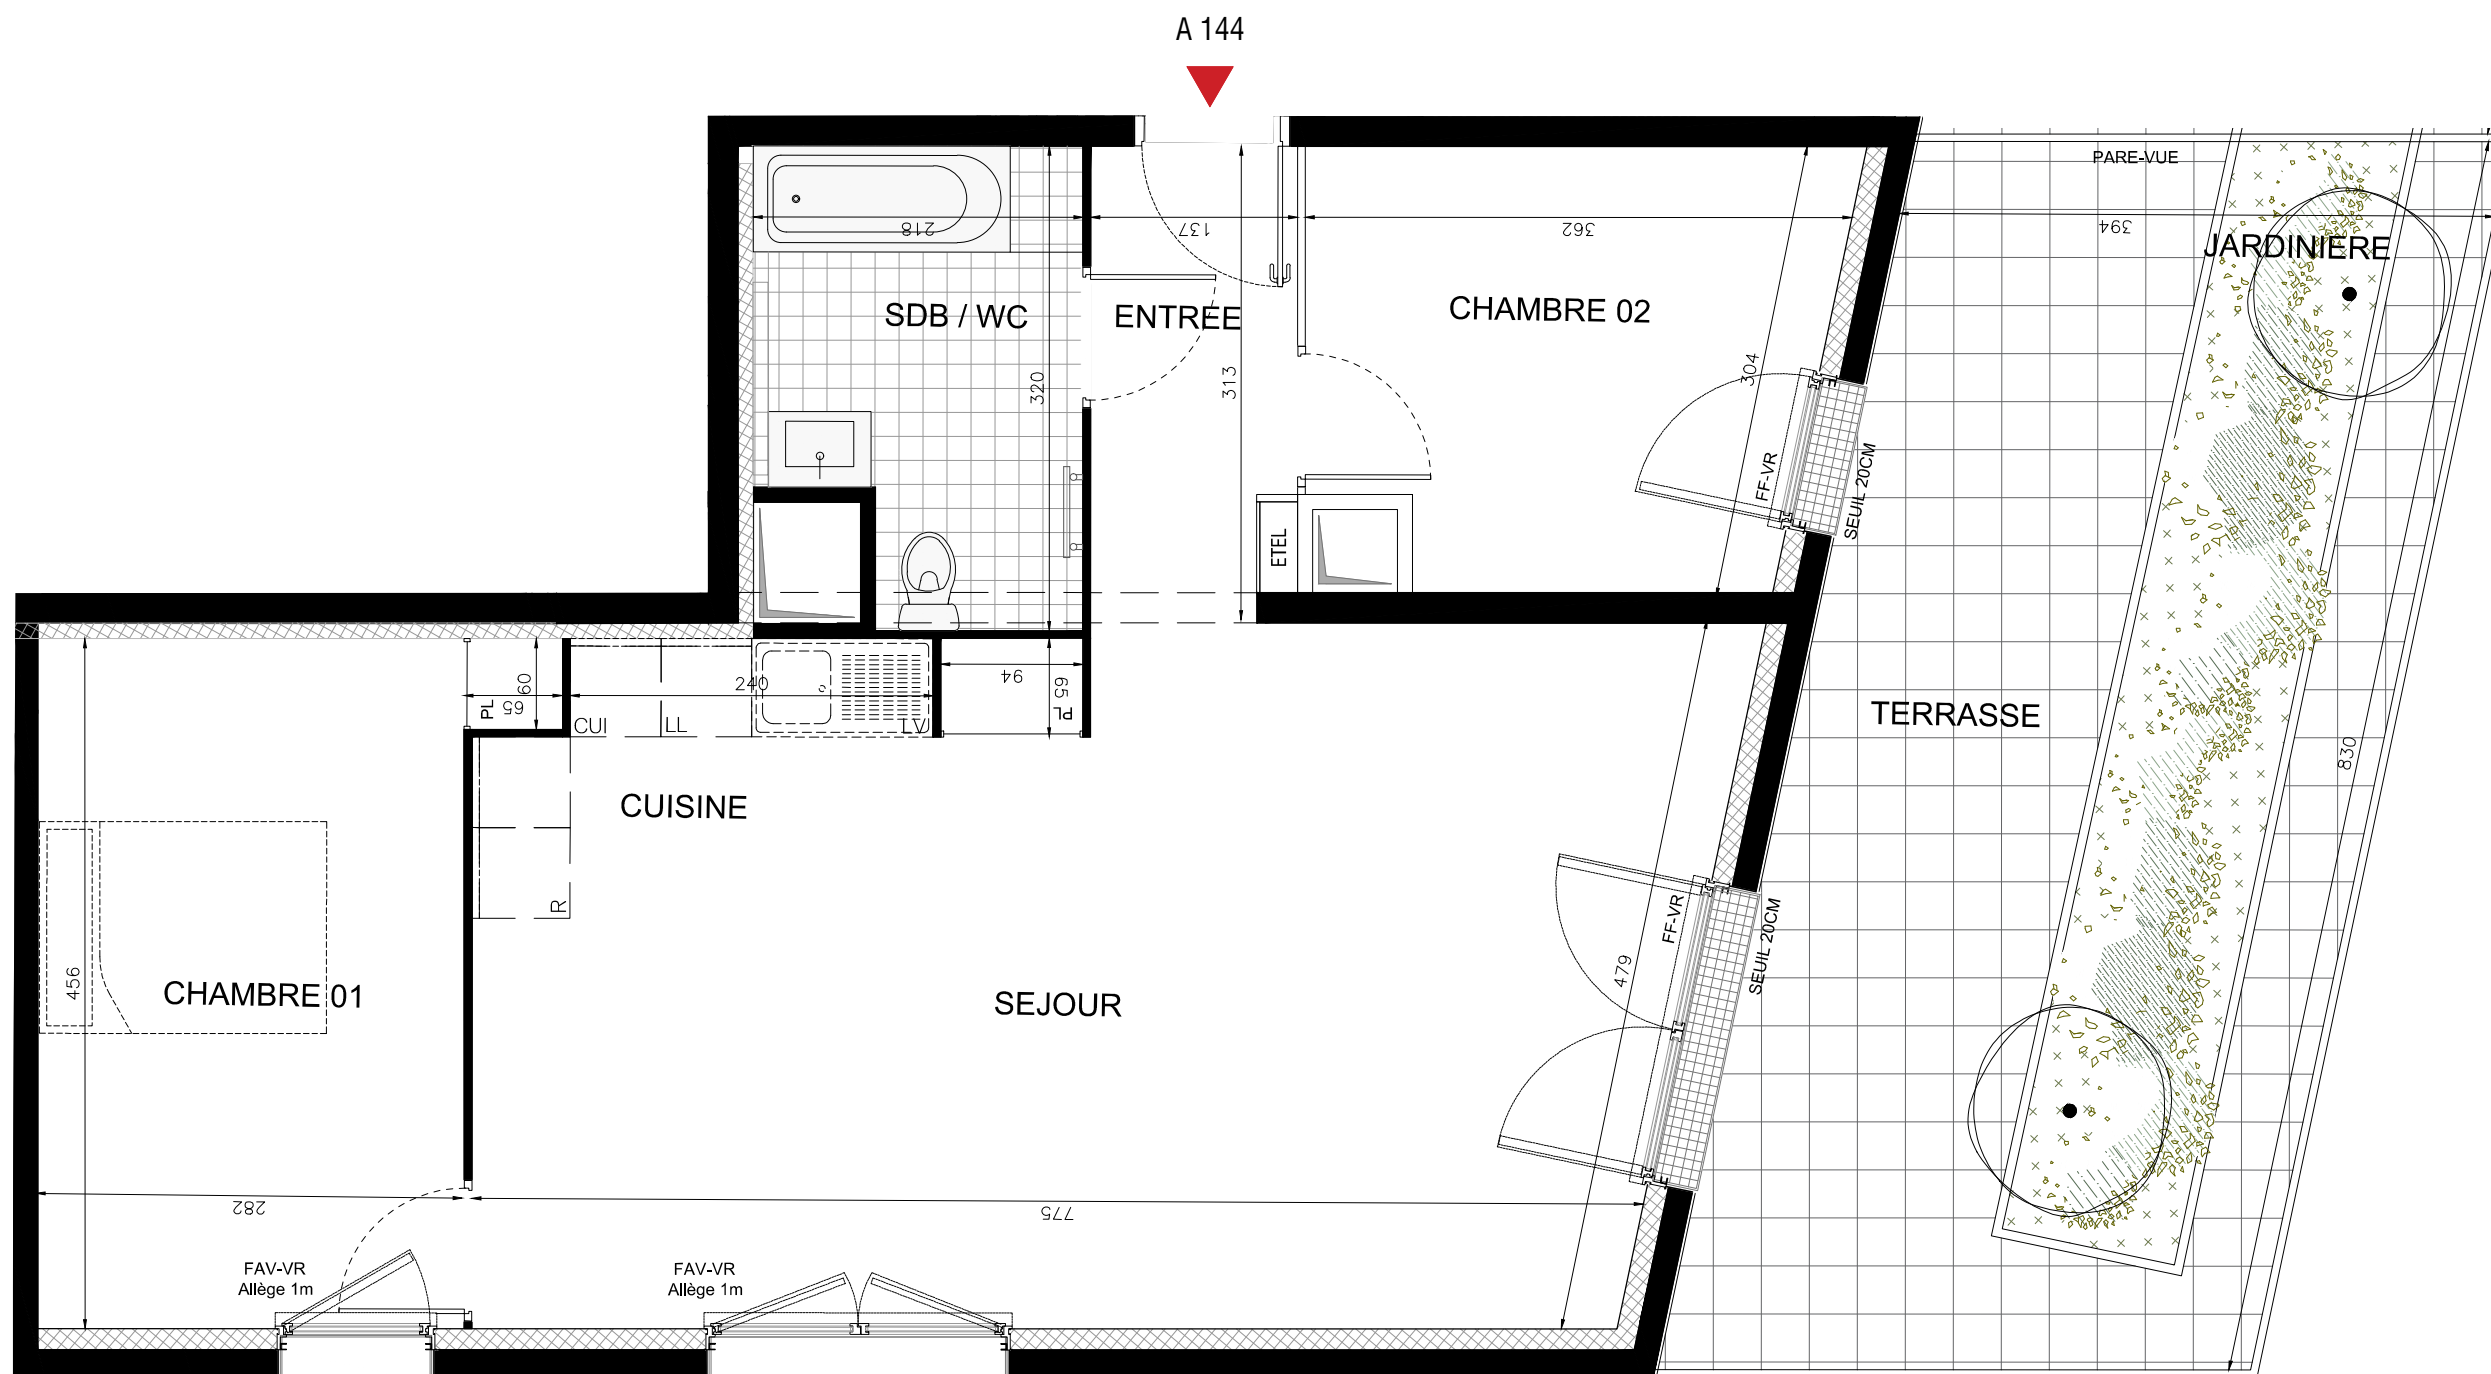 A 144
PARE-VUE
218
137
362
394
JARDINIERE
SDB / WC
ENTREE
CHAMBRE 02
320
313
304
FF-VR
SEUIL 20CM
ETEL
PL
65
60
240
94
65
PL
CUI
LL
LV
TERRASSE
830
CUISINE
R
FF-VR
SEUIL 20CM
479
456
CHAMBRE 01
SEJOUR
282
775
FAV-VR
Allège 1m
FAV-VR
Allège 1m